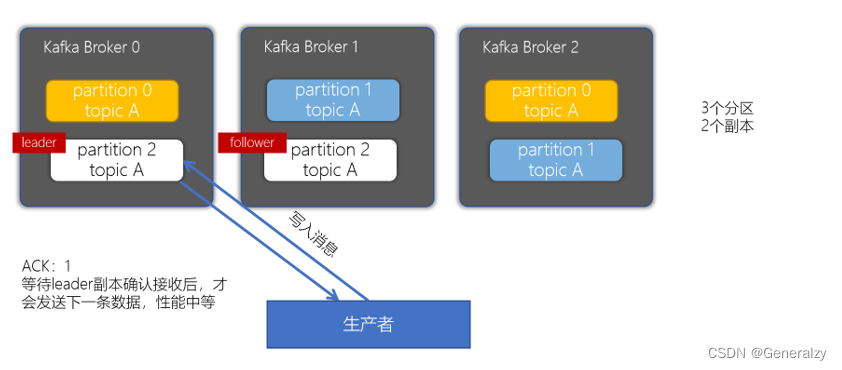 Kafka Broker 0
partition 0
topic A
leader
partition 2
topic A
Kafka Broker 1
partition 1
topic A
follower
partition 2
topic A
Kafka Broker 2
partition 0
topic A
partition 1
topic A
3个分区
2个副本
写入消息
ACK：1
等待leader副本确认接收后，才
会发送下一条数据，性能中等
生产者
CSDN @Generalzy